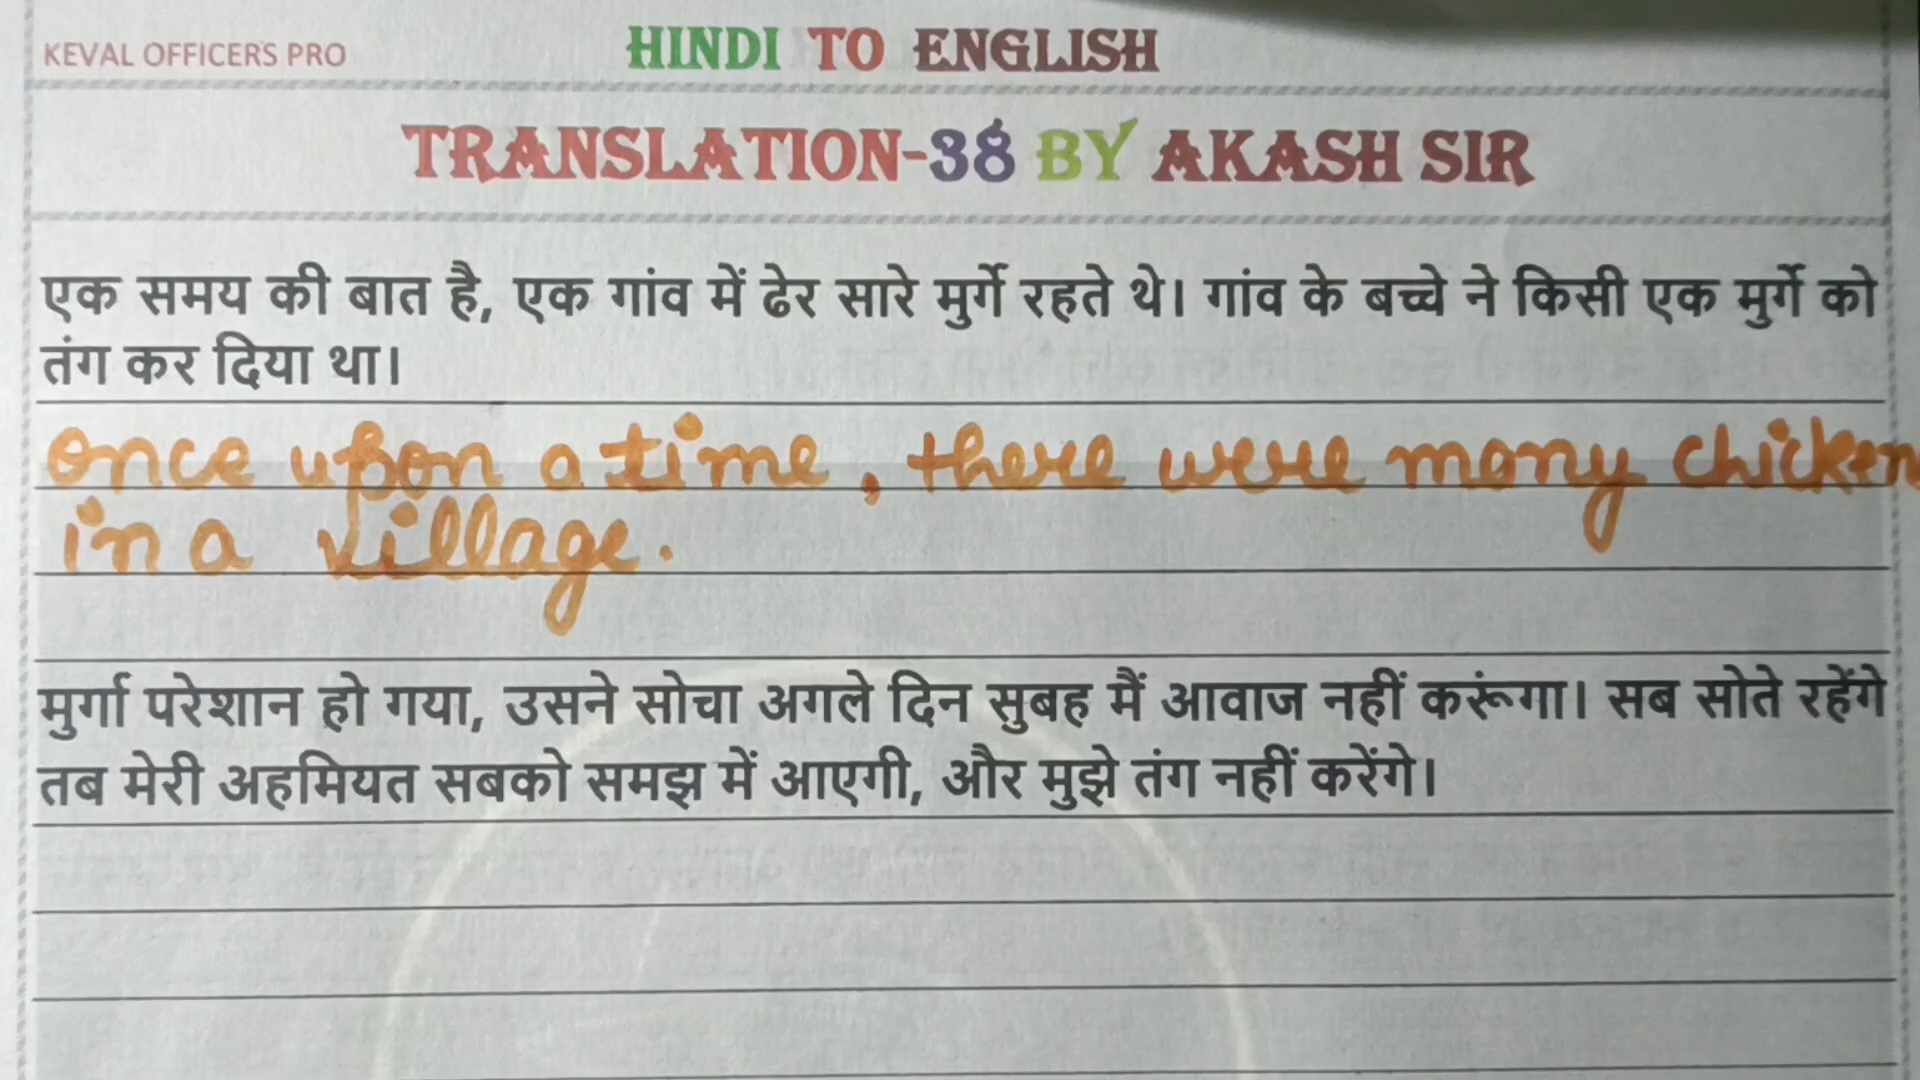 KEVAL OFFICER'S PRO HINDI TO ENGLISH
TRANSLATION-38 BY AKASH SIR
एक समय की बात है, एक गांव में ढेर सारे मुर्गे रहते थे। गांव के बच्चे ने किसी एक मुर्गे को
तंग कर दिया था।
once upon a time, there were many chicken
in a village.
मुर्गा परेशान हो गया, उसने सोचा अगले दिन सुबह मैं आवाज नहीं करूंगा। सब सोते रहेंगे
तब मेरी अहमियत सबको समझ में आएगी, और मुझे तंग नहीं करेंगे।